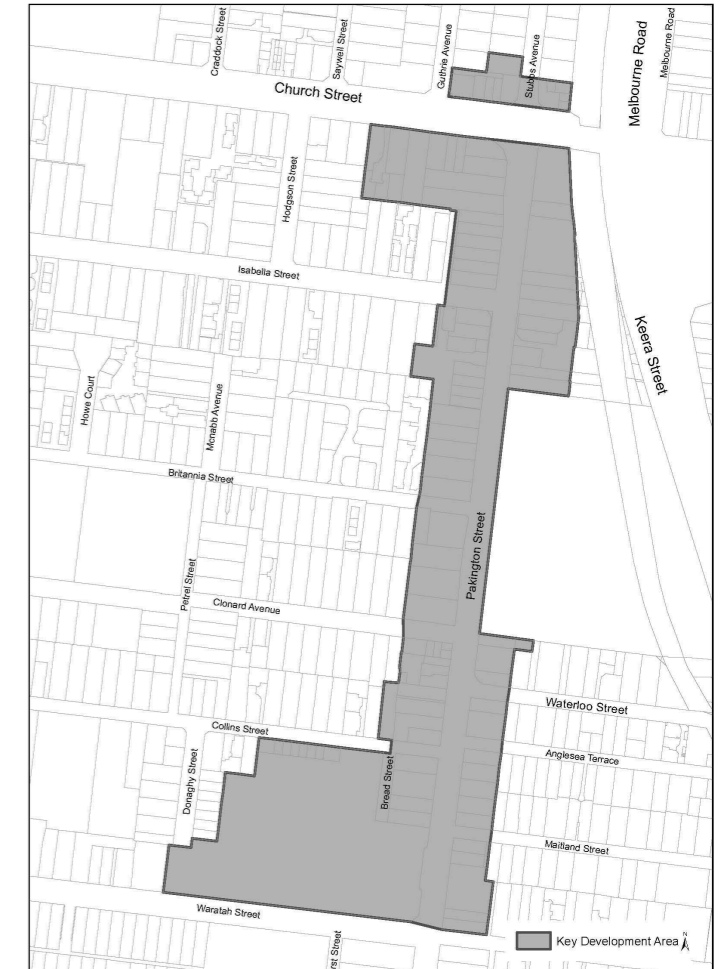 Craddock Street
Saywell Street
Guthrie Avenue
Stubbs Avenue
Melbourne Road
Melbourne Road
Church Street
Hodgson Street
Isabella Street
Keera Street
Howe Court
Mcnabb Avenue
Britannia Street
Pakington Street
Petrel Street
Clonard Avenue
Waterloo Street
Collins Street
Anglesea Terrace
Donaghy Street
Bread Street
Maitland Street
Waratah Street
rst Street
Key Development Area
N